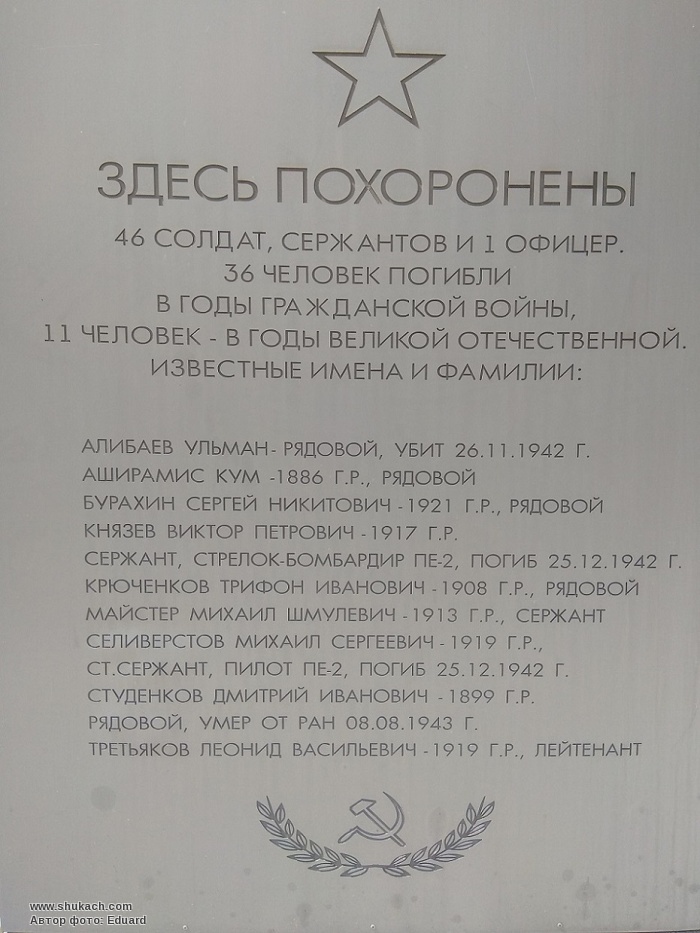 ЗДЕСЬ ПОХОРОНЕНЫ
46 СОЛДАТ, СЕРЖАНТОВ И 1 ОФИЦЕР.
36 ЧЕЛОВЕК ПОГИБЛИ
В ГОДЫ ГРАЖДАНСКОЙ ВОЙНЫ,
11 ЧЕЛОВЕК - В ГОДЫ ВЕЛИКОЙ ОТЕЧЕСТВЕННОЙ.
ИЗВЕСТНЫЕ ИМЕНА И ФАМИЛИИ:
АЛИБАЕВ УЛЬМАН- РЯДОВОЙ, УБИТ 26.11.1942 Г.
АШИРАМИС КУМ -1886 Г.Р., РЯДОВОЙ
БУРАХИН СЕРГЕЙ НИКИТОВИЧ -1921 Г.Р., РЯДОВОЙ
КНЯЗЕВ ВИКТОР ПЕТРОВИЧ -1917 Г.Р.
СЕРЖАНТ, СТРЕЛОК-БОМБАРДИР ПЕ-2, ПОГИБ 25.12.1942 Г.
КРЮЧЕНКОВ ТРИФОН ИВАНОВИЧ -1908 Г.Р., РЯДОВОЙ
МАЙСТЕР МИХАИЛ ШМУЛЕВИЧ -1913 Г.Р., СЕРЖАНТ
СЕЛИВЕРСТОВ МИХАИЛ СЕРГЕЕВИЧ - 1919 Г.Р.,
СТ.СЕРЖАНТ, ПИЛОТ ПЕ-2, ПОГИБ 25.12.1942 Г.
СТУДЕНКОВ ДМИТРИЙ ИВАНОВИЧ - 1899 Г.Р.
РЯДОВОЙ, УМЕР ОТ РАН 08.08.1943 Г.
ТРЕТЬЯКОВ ЛЕОНИД ВАСИЛЬЕВИЧ -1919 Г.Р., ЛЕЙТЕНАНТ
www.shukach.com
Автор фото: Eduard